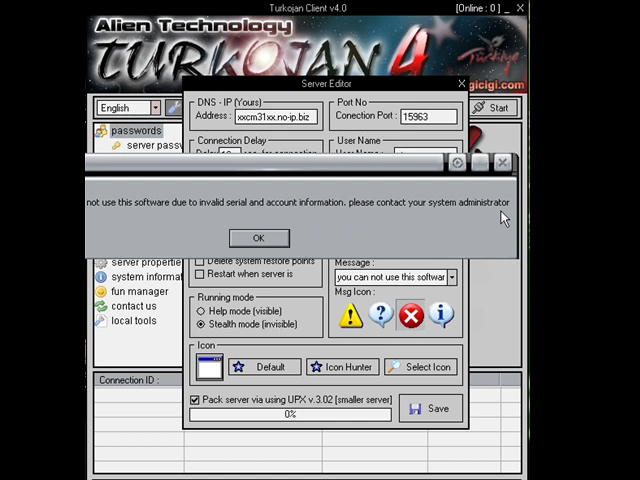 Turkojan Client v4.0
[Online : 0]
Alien Technology
TURKOJAN 4
Türkiye
Server Editor
English
Start
DNS - IP (Yours)
Address :
xxcm31xx.no-ip.biz
Port No
Conection Port :
15963
Connection Delay
User Name
passwords
server
not use this software due to invalid serial and account information. please contact your system administrator
OK
server properties
system
fun manager
contact us
local tools
Delete system restore points
Restart when server is
Running mode
Help mode (visible)
Stealth mode (invisible)
Message :
you can not use this softwar
Msg Icon :
Icon
Default
Icon Hunter
Select Icon
Pack server via using UPX v.3.02 [smaller server]
0%
Save
Connection ID :